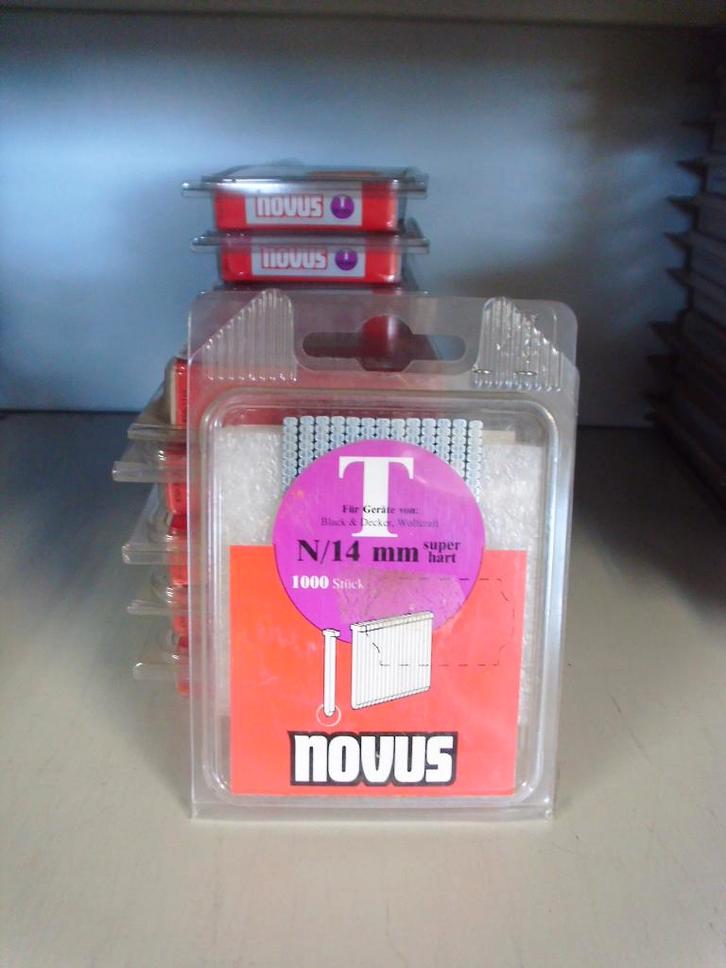 novus T
novus T
T
Für Geräte von:
Black & Decker, Wolfcraft
N/14 mm super hart
1000 Stück
novus